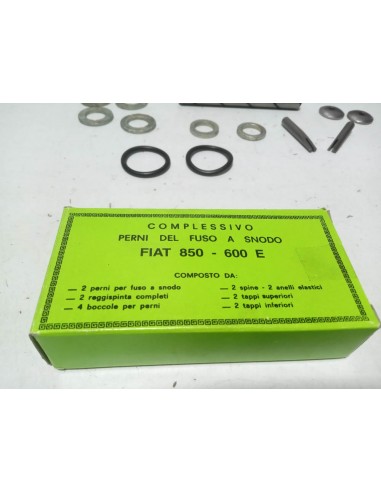 COMPLESSIVO
PERNI DEL FUSO A SNODO
FIAT 850 - 600 E
COMPOSTO DA:
— 2 perni per fuso a snodo
— 2 reggispinta completi
— 4 boccole per perni
— 2 spine - 2 anelli elastici
— 2 tappi superiori
— 2 tappi inferiori